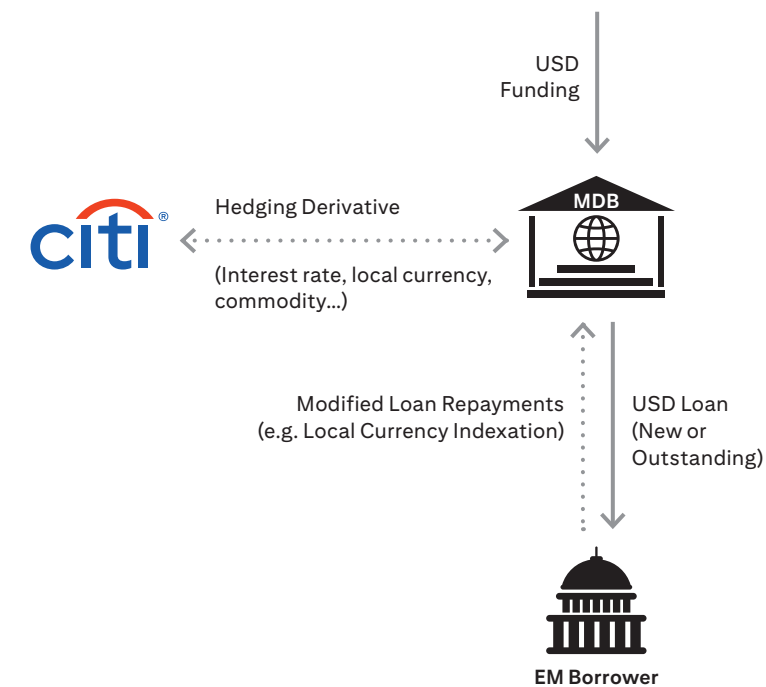 USD
Funding
MDB
citi®
Hedging Derivative
(Interest rate, local currency,
commodity...)
Modified Loan Repayments
(e.g. Local Currency Indexation)
USD Loan
(New or
Outstanding)
EM Borrower